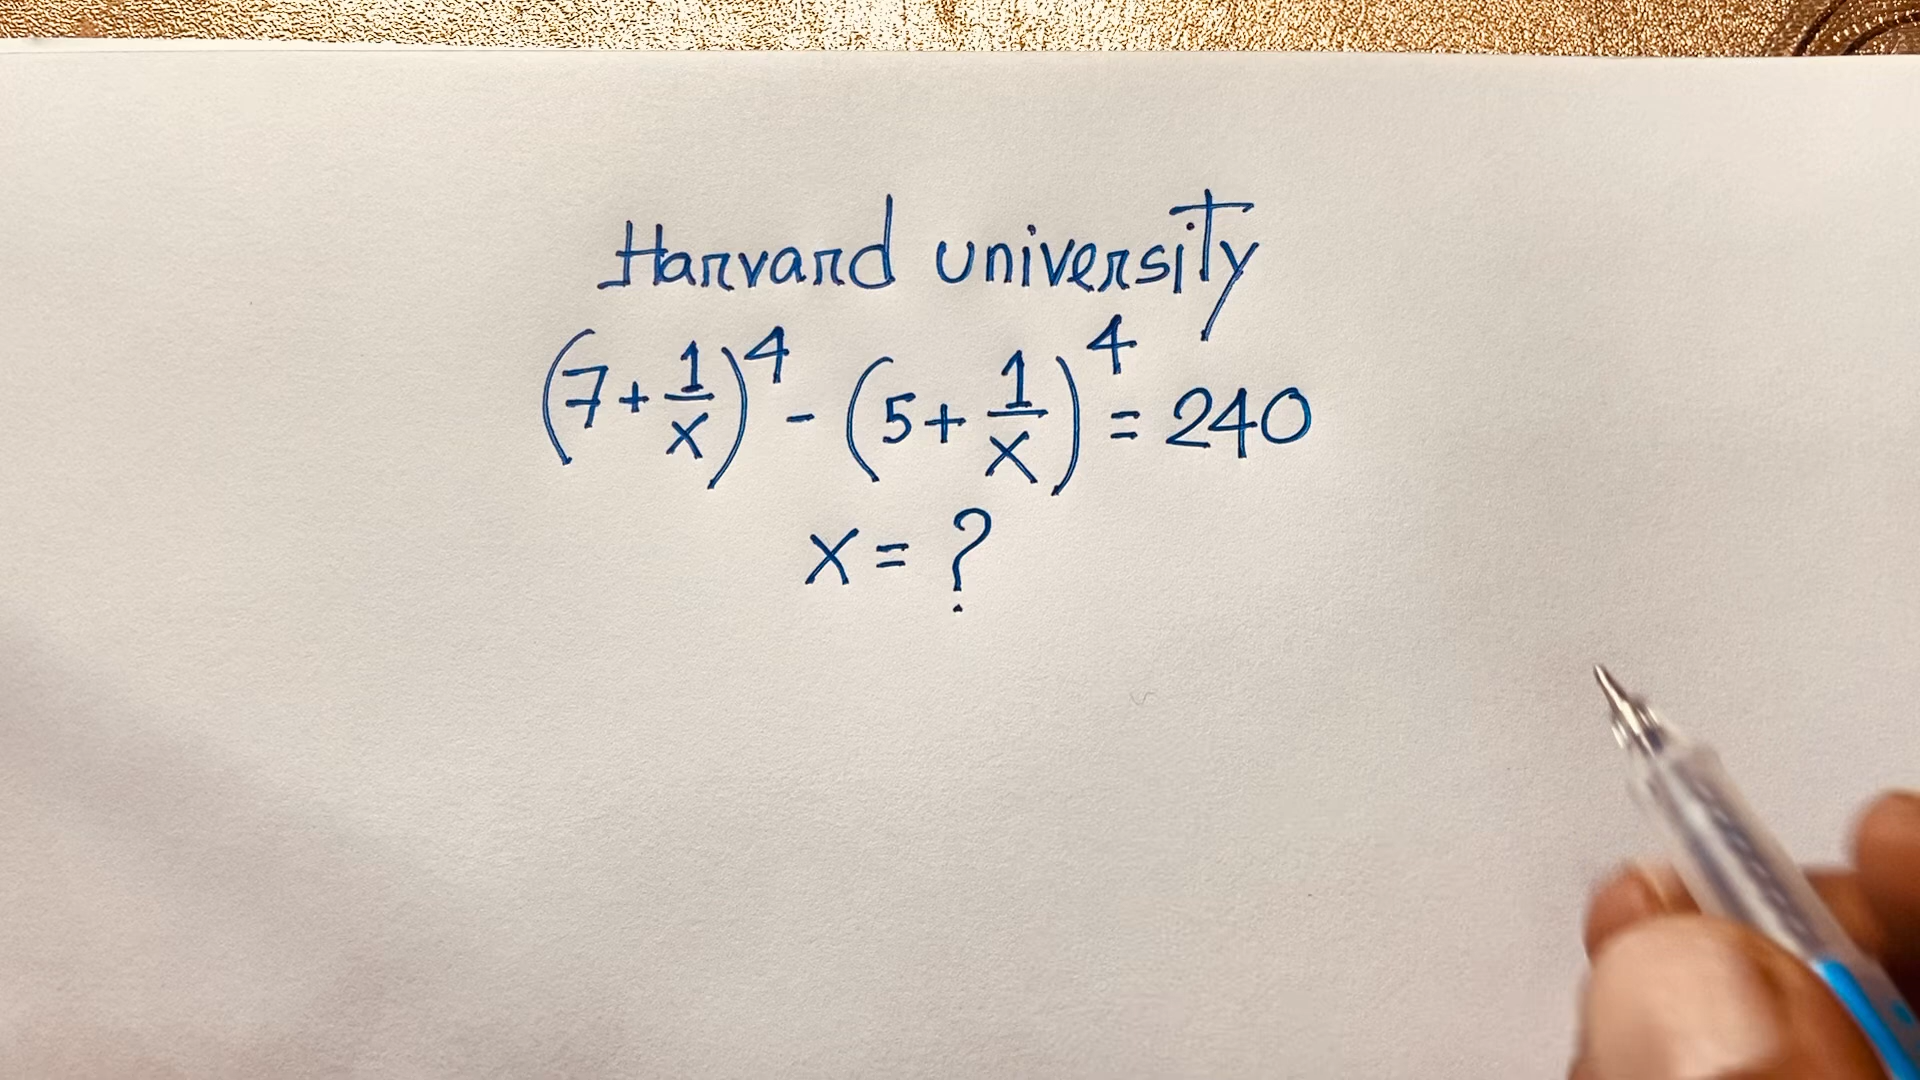 Harvard university
(7+1/x)^4 - (5+1/x)^4 = 240
x = ?